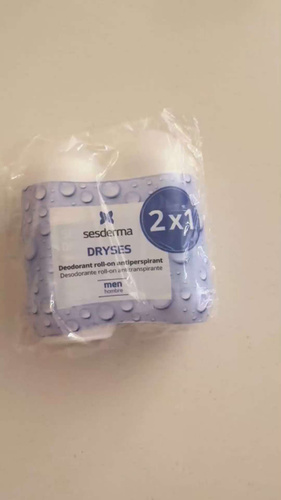 sesderma
2x1
DRYSES
Deodorant roll-on antiperspirant
Desodorante roll-on antitranspirante
men
hombre